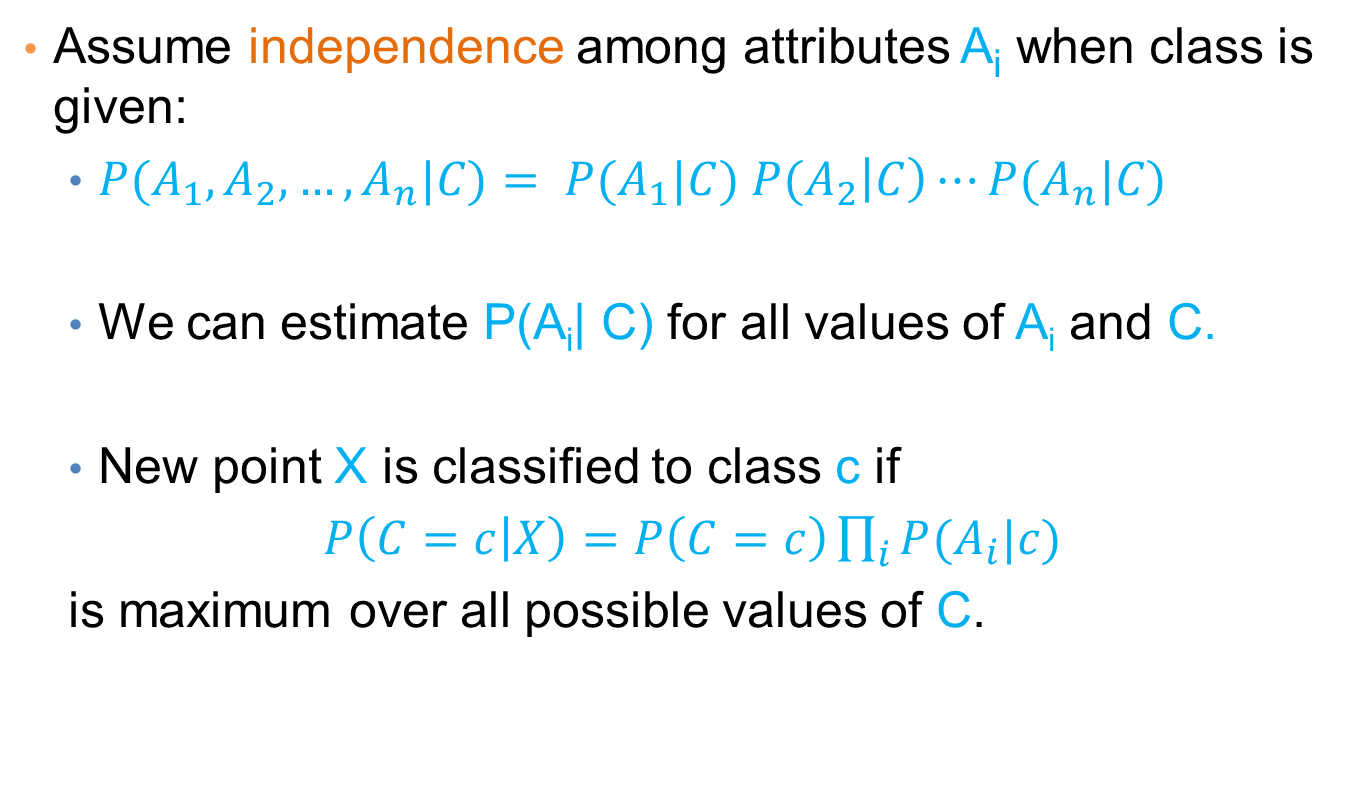 • Assume independence among attributes Aᵢ when class is
given:
• P(A₁, A₂, … , Aₙ|C) = P(A₁|C) P(A₂|C) ⋯ P(Aₙ|C)
• We can estimate P(Aᵢ| C) for all values of Aᵢ and C.
• New point X is classified to class c if
P(C = c|X) = P(C = c) ∏ᵢ P(Aᵢ|c)
is maximum over all possible values of C.